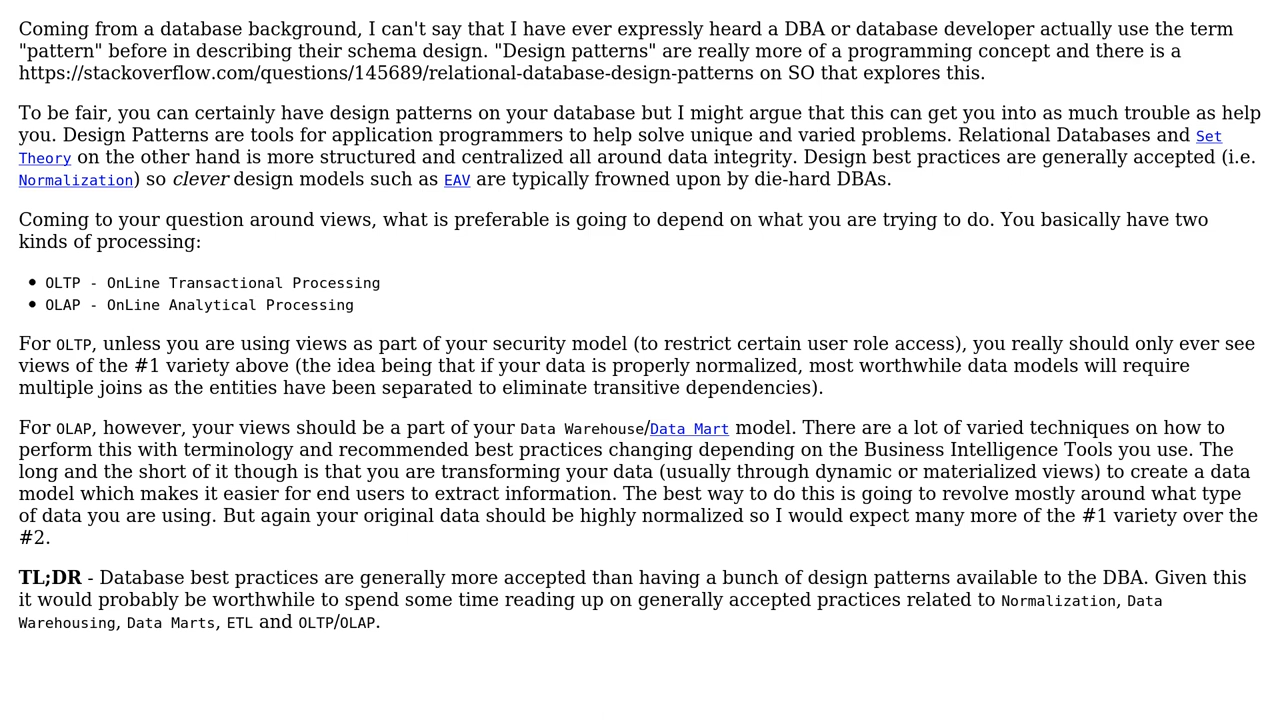 Coming from a database background, I can't say that I have ever expressly heard a DBA or database developer actually use the term
"pattern" before in describing their schema design. "Design patterns" are really more of a programming concept and there is a
https://stackoverflow.com/questions/145689/relational-database-design-patterns on SO that explores this.
To be fair, you can certainly have design patterns on your database but I might argue that this can get you into as much trouble as help
you. Design Patterns are tools for application programmers to help solve unique and varied problems. Relational Databases and Set
Theory on the other hand is more structured and centralized all around data integrity. Design best practices are generally accepted (i.e.
Normalization) so clever design models such as EAV are typically frowned upon by die-hard DBAs.
Coming to your question around views, what is preferable is going to depend on what you are trying to do. You basically have two
kinds of processing:
• OLTP - OnLine Transactional Processing
• OLAP - OnLine Analytical Processing
For OLTP, unless you are using views as part of your security model (to restrict certain user role access), you really should only ever see
views of the #1 variety above (the idea being that if your data is properly normalized, most worthwhile data models will require
multiple joins as the entities have been separated to eliminate transitive dependencies).
For OLAP, however, your views should be a part of your Data Warehouse/Data Mart model. There are a lot of varied techniques on how to
perform this with terminology and recommended best practices changing depending on the Business Intelligence Tools you use. The
long and the short of it though is that you are transforming your data (usually through dynamic or materialized views) to create a data
model which makes it easier for end users to extract information. The best way to do this is going to revolve mostly around what type
of data you are using. But again your original data should be highly normalized so I would expect many more of the #1 variety over the
#2.
TL;DR - Database best practices are generally more accepted than having a bunch of design patterns available to the DBA. Given this
it would probably be worthwhile to spend some time reading up on generally accepted practices related to Normalization, Data
Warehousing, Data Marts, ETL and OLTP/OLAP.